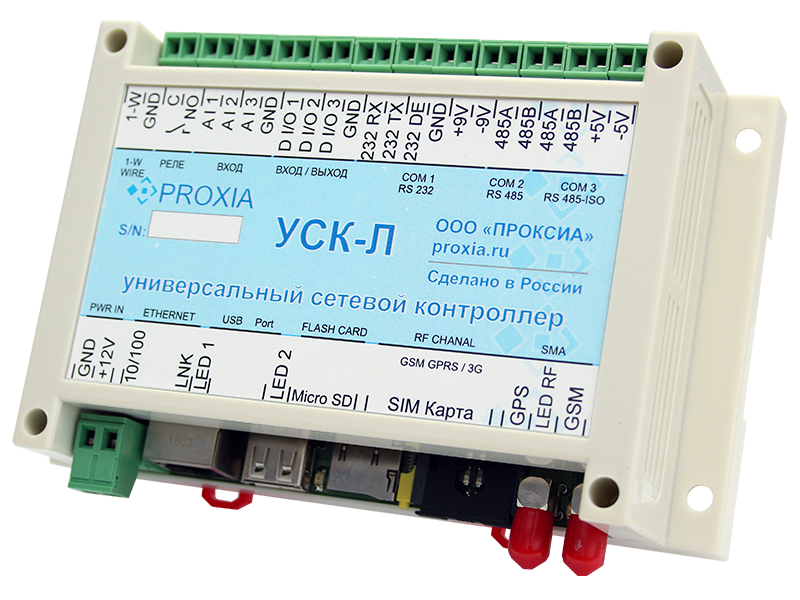 1-W
GND
C
NO
AI 1
AI 2
AI 3
GND
DI/O 1
DI/O 2
DI/O 3
GND
232 RX
232 TX
232 DE
GND
+9V
-9V
485A
485B
485A
485B
+5V
-5V
1-W
WIRE
РЕЛЕ
ВХОД
ВХОД / ВЫХОД
COM 1
RS 232
COM 2
RS 485
COM 3
RS 485-ISO
PROXIA
S/N:
УСК-Л
ООО «ПРОКСИА»
proxia.ru
Сделано в России
универсальный сетевой контроллер
PWR IN
ETHERNET
USB Port
FLASH CARD
RF CHANAL
SMA
GND
+12V
10/100
LNK
LED 1
LED 2
Micro SD
GSM GPRS / 3G
SIM Карта
GPS
LED RF
GSM